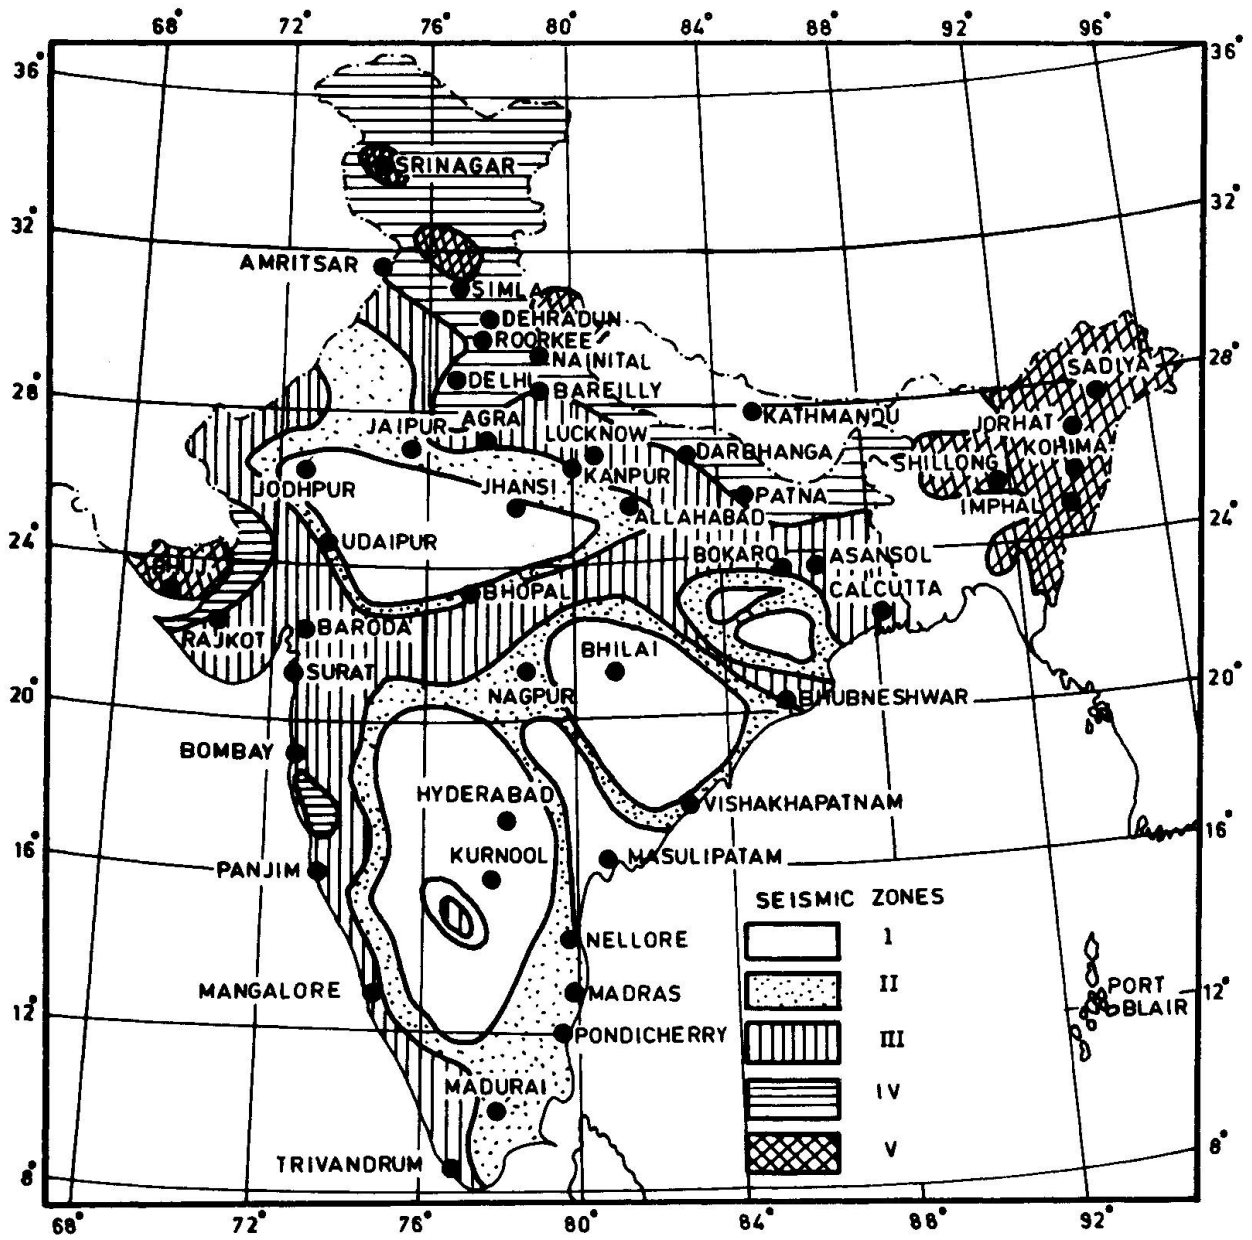 68° 72° 76° 80° 84° 88° 92° 96°
36° 36°
SRINAGAR
32° 32°
AMRITSAR
SIMLA
DEHRADUN
ROORKEE
NAINITAL
28° DELHI BAREILLY SADIYA 28°
KATHMANDU
JAIPUR AGRA LUCKNOW JORHAT
DARBHANGA KOHIMA
JODHPUR JHANSI KANPUR SHILLONG
PATNA IMPHAL
ALLAHABAD
24° UDAIPUR 24°
BOKARO ASANSOL
BHOPAL CALCUTTA
RAJKOT BARODA
BHILAI
SURAT
20° NAGPUR BHUBNESHWAR 20°
BOMBAY
HYDERABAD VISHAKHAPATNAM
16° KURNOOL MASULIPATAM 16°
PANJIM
SEISMIC ZONES
1
NELLORE
II
MANGALORE MADRAS PORT
BLAIR
12° 12°
PONDICHERRY III
MADURAI IV
V
TRIVANDRUM
8° 8°
68° 72° 76° 80° 84° 88° 92°